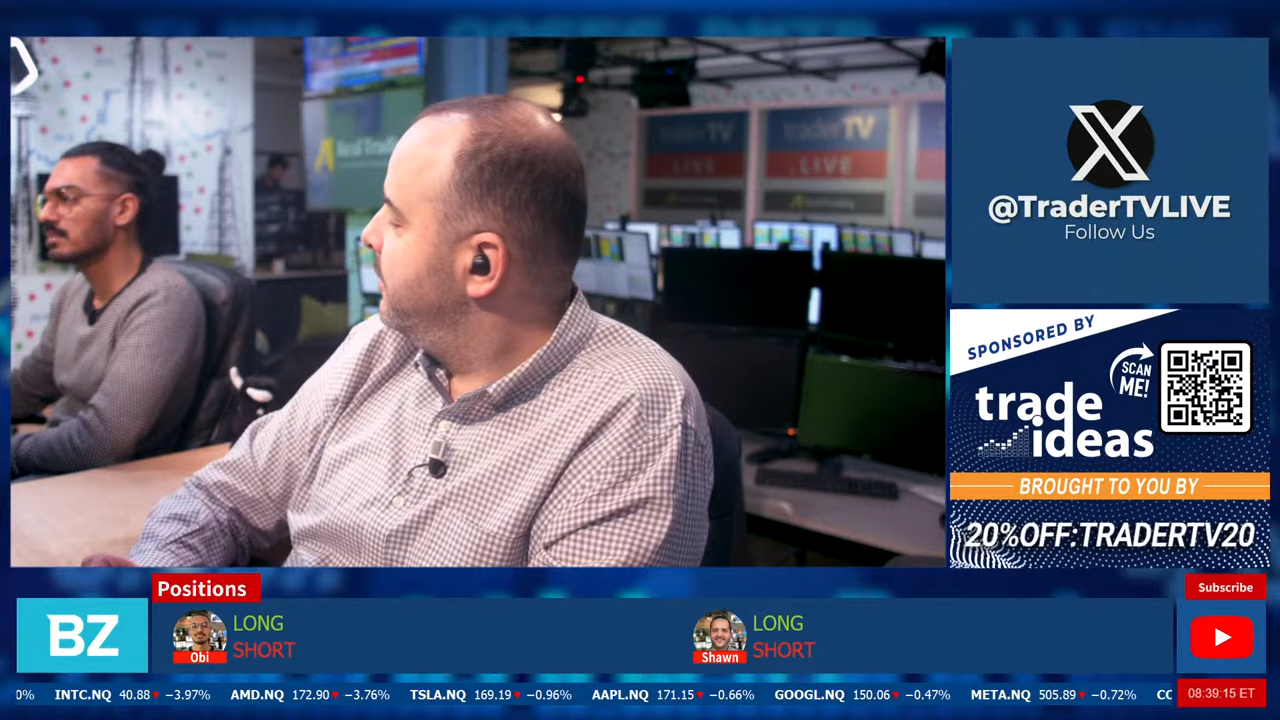 Real Trading
traderTV
LIVE
traderTV
.LIVE
X
@TraderTVLIVE
Follow Us
SPONSORED BY
SCAN
ME!
trade
ideas
BROUGHT TO YOU BY
20%OFF:TRADERTV20
Positions
Subscribe
BZ
LONG
SHORT
Obi
LONG
SHORT
Shawn
0% INTC.NQ 40.88 ▼ −3.97% AMD.NQ 172.90 ▼ −3.76% TSLA.NQ 169.19 ▼ −0.96% AAPL.NQ 171.15 ▼ −0.66% GOOGL.NQ 150.06 ▼ −0.47% META.NQ 505.89 ▼ −0.72% CC
08:39:15 ET